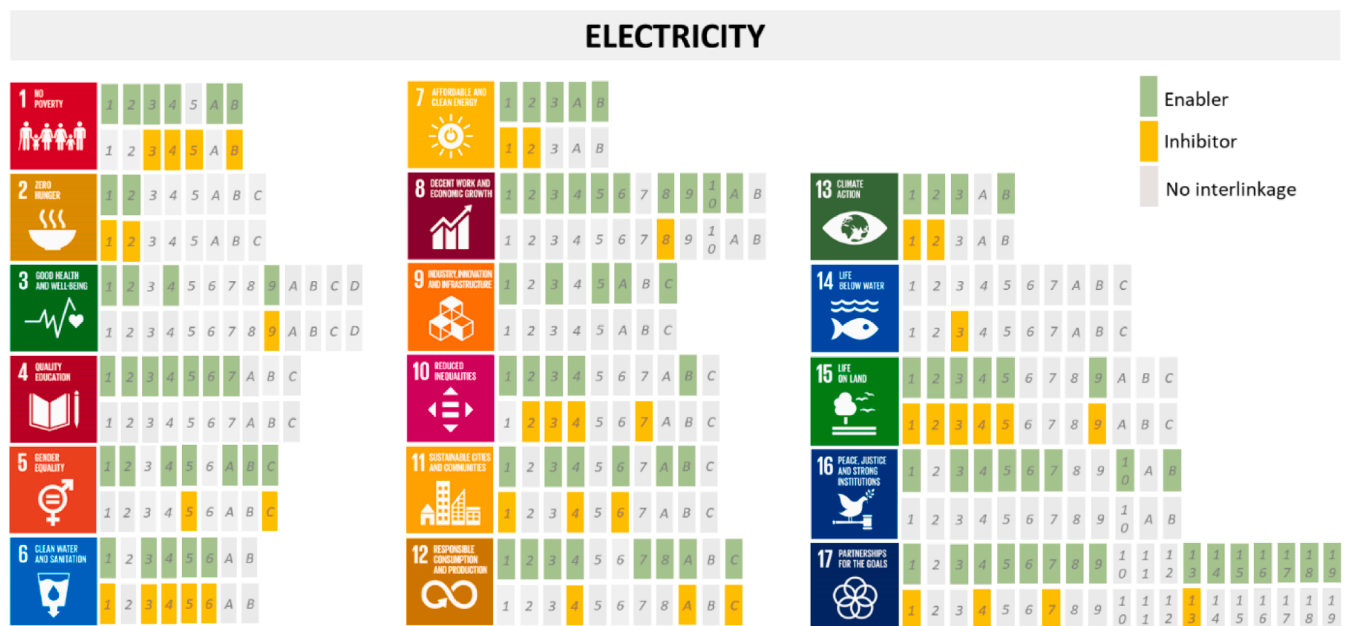 ELECTRICITY
1 NO POVERTY
1 2 3 4 5 A B
1 2 3 4 5 A B
2 ZERO HUNGER
1 2 3 4 5 A B C
1 2 3 4 5 A B C
3 GOOD HEALTH AND WELL-BEING
1 2 3 4 5 6 7 8 9 A B C D
1 2 3 4 5 6 7 8 9 A B C D
4 QUALITY EDUCATION
1 2 3 4 5 6 7 A B C
1 2 3 4 5 6 7 A B C
5 GENDER EQUALITY
1 2 3 4 5 6 A B C
1 2 3 4 5 6 A B C
6 CLEAN WATER AND SANITATION
1 2 3 4 5 6 A B
1 2 3 4 5 6 A B
7 AFFORDABLE AND CLEAN ENERGY
1 2 3 A B
1 2 3 A B
8 DECENT WORK AND ECONOMIC GROWTH
1 2 3 4 5 6 7 8 9 10 A B
1 2 3 4 5 6 7 8 9 10 A B
9 INDUSTRY, INNOVATION AND INFRASTRUCTURE
1 2 3 4 5 A B C
1 2 3 4 5 A B C
10 REDUCED INEQUALITIES
1 2 3 4 5 6 7 A B C
1 2 3 4 5 6 7 A B C
11 SUSTAINABLE CITIES AND COMMUNITIES
1 2 3 4 5 6 7 A B C
1 2 3 4 5 6 7 A B C
12 RESPONSIBLE CONSUMPTION AND PRODUCTION
1 2 3 4 5 6 7 8 A B C
1 2 3 4 5 6 7 8 A B C
Enabler
Inhibitor
No interlinkage
13 CLIMATE ACTION
1 2 3 A B
1 2 3 A B
14 LIFE BELOW WATER
1 2 3 4 5 6 7 A B C
1 2 3 4 5 6 7 A B C
15 LIFE ON LAND
1 2 3 4 5 6 7 8 9 A B C
1 2 3 4 5 6 7 8 9 A B C
16 PEACE, JUSTICE AND STRONG INSTITUTIONS
1 2 3 4 5 6 7 8 9 10 A B
1 2 3 4 5 6 7 8 9 10 A B
17 PARTNERSHIPS FOR THE GOALS
1 2 3 4 5 6 7 8 9 10 11 12 13 14 15 16 17 18 19
1 2 3 4 5 6 7 8 9 10 11 12 13 14 15 16 17 18 19